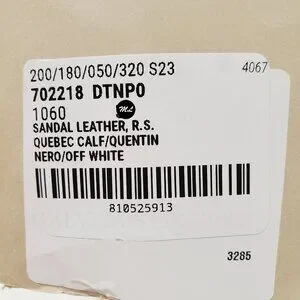 200/180/050/320 S23 4067
702218 DTNP0
1060 ML
SANDAL LEATHER, R.S.
QUEBEC CALF/QUENTIN
NERO/OFF WHITE
810525913
3285